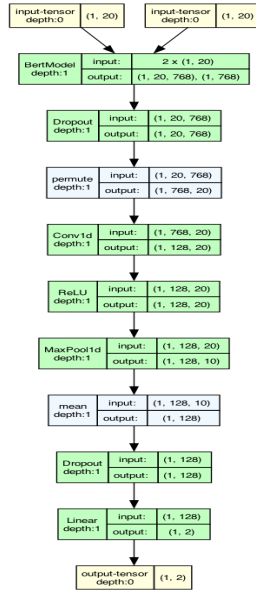 input-tensor depth:0 (1, 20)
input-tensor depth:0 (1, 20)
BertModel depth:1 input: 2 x (1, 20)
output: (1, 20, 768), (1, 768)
Dropout depth:1 input: (1, 20, 768)
output: (1, 20, 768)
permute depth:1 input: (1, 20, 768)
output: (1, 768, 20)
Conv1d depth:1 input: (1, 768, 20)
output: (1, 128, 20)
ReLU depth:1 input: (1, 128, 20)
output: (1, 128, 20)
MaxPool1d depth:1 input: (1, 128, 20)
output: (1, 128, 10)
mean depth:1 input: (1, 128, 10)
output: (1, 128)
Dropout depth:1 input: (1, 128)
output: (1, 128)
Linear depth:1 input: (1, 128)
output: (1, 2)
output-tensor depth:0 (1, 2)